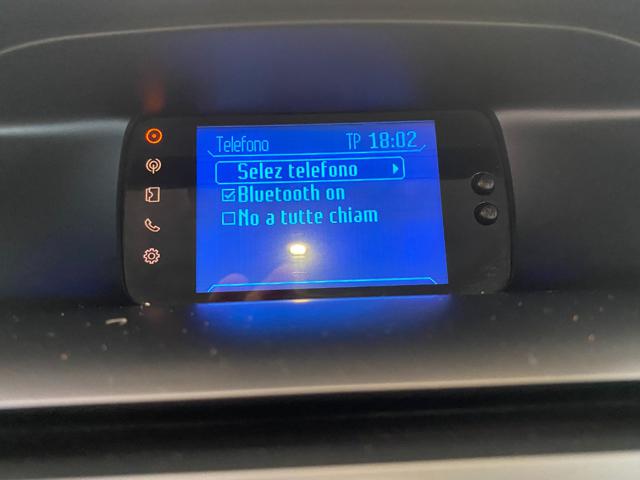 Telefono TP 18:02
Selez telefono
Bluetooth on
No a tutte chiam